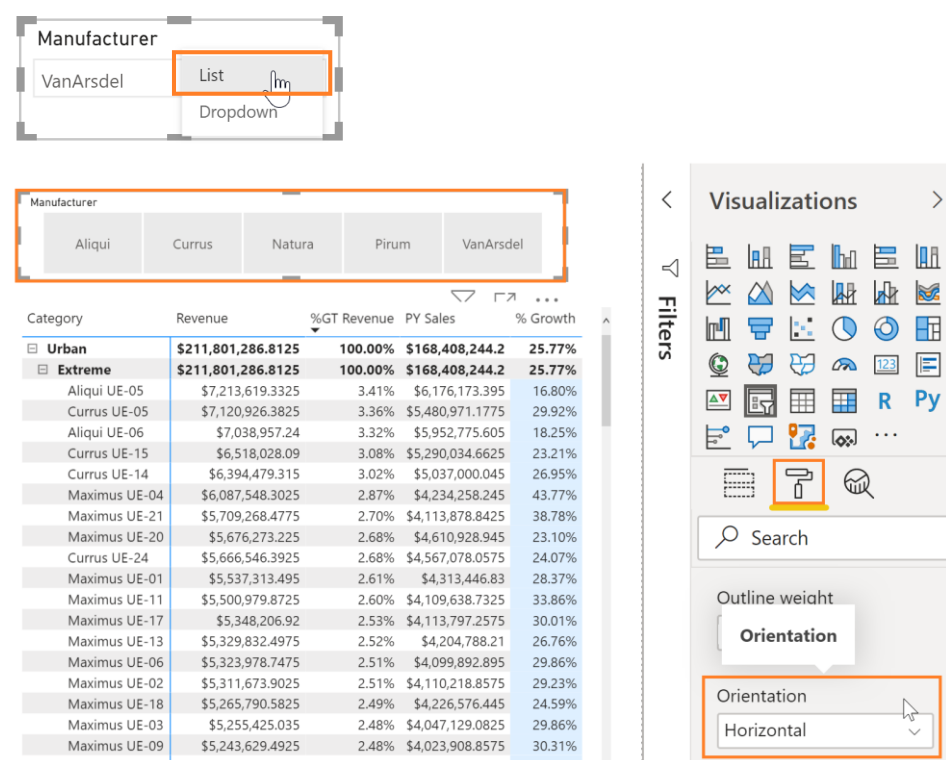 Manufacturer
VanArsdel
List
Dropdown
Manufacturer
Aliqui Currus Natura Pirum VanArsdel
Category Revenue %GT Revenue PY Sales % Growth
Urban $211,801,286.8125 100.00% $168,408,244.2 25.77%
Extreme $211,801,286.8125 100.00% $168,408,244.2 25.77%
Aliqui UE-05 $7,213,619.3325 3.41% $6,176,173.395 16.80%
Currus UE-05 $7,120,926.3825 3.36% $5,480,971.1775 29.92%
Aliqui UE-06 $7,038,957.24 3.32% $5,952,775.605 18.25%
Currus UE-15 $6,518,028.09 3.08% $5,290,034.6625 23.21%
Currus UE-14 $6,394,479.315 3.02% $5,037,000.045 26.95%
Maximus UE-04 $6,087,548.3025 2.87% $4,234,258.245 43.77%
Maximus UE-21 $5,709,268.4775 2.70% $4,113,878.8425 38.78%
Maximus UE-20 $5,676,273.225 2.68% $4,610,928.945 23.10%
Currus UE-24 $5,666,546.3925 2.68% $4,567,078.0575 24.07%
Maximus UE-01 $5,537,313.495 2.61% $4,313,446.83 28.37%
Maximus UE-11 $5,500,979.8725 2.60% $4,109,638.7325 33.86%
Maximus UE-17 $5,348,206.92 2.53% $4,113,797.2575 30.01%
Maximus UE-13 $5,329,832.4975 2.52% $4,204,788.21 26.76%
Maximus UE-06 $5,323,978.7475 2.51% $4,099,892.895 29.86%
Maximus UE-02 $5,311,673.9025 2.51% $4,110,218.8575 29.23%
Maximus UE-18 $5,265,790.5825 2.49% $4,226,576.445 24.59%
Maximus UE-03 $5,255,425.035 2.48% $4,047,129.0825 29.86%
Maximus UE-09 $5,243,629.4925 2.48% $4,023,908.8575 30.31%
Filters
Visualizations
123
R Py
Search
Outline weight
Orientation
Orientation
Horizontal